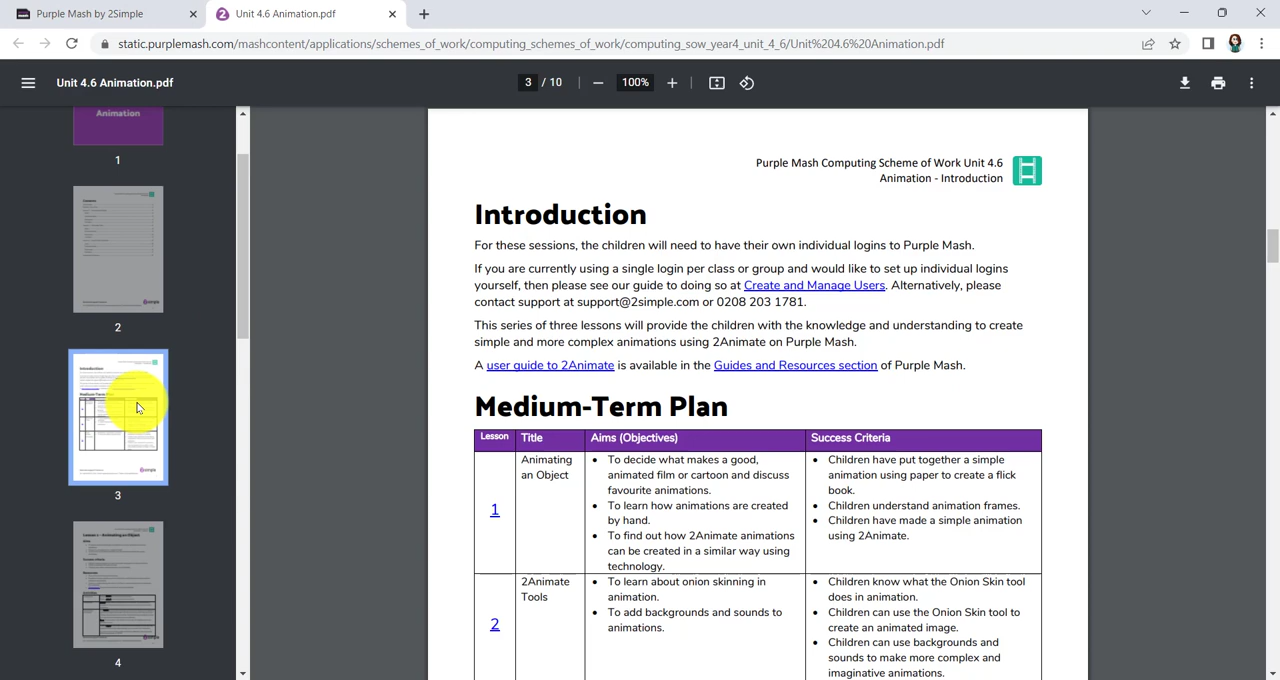 Purple Mash by 2Simple
Unit 4.6 Animation.pdf
static.purplemash.com/mashcontent/applications/schemes_of_work/computing_schemes_of_work/computing_sow_year4_unit_4_6/Unit%204.6%20Animation.pdf
Unit 4.6 Animation.pdf
3 / 10
100%
Animation
1
2
3
4
Purple Mash Computing Scheme of Work Unit 4.6
Animation - Introduction
Introduction
For these sessions, the children will need to have their own individual logins to Purple Mash.
If you are currently using a single login per class or group and would like to set up individual logins
yourself, then please see our guide to doing so at Create and Manage Users. Alternatively, please
contact support at support@2simple.com or 0208 203 1781.
This series of three lessons will provide the children with the knowledge and understanding to create
simple and more complex animations using 2Animate on Purple Mash.
A user guide to 2Animate is available in the Guides and Resources section of Purple Mash.
Medium-Term Plan
Lesson Title Aims (Objectives) Success Criteria
1
Animating
an Object
• To decide what makes a good,
animated film or cartoon and discuss
favourite animations.
• To learn how animations are created
by hand.
• To find out how 2Animate animations
can be created in a similar way using
technology.
• Children have put together a simple
animation using paper to create a flick
book.
• Children understand animation frames.
• Children have made a simple animation
using 2Animate.
2
2Animate
Tools
• To learn about onion skinning in
animation.
• To add backgrounds and sounds to
animations.
• Children know what the Onion Skin tool
does in animation.
• Children can use the Onion Skin tool to
create an animated image.
• Children can use backgrounds and
sounds to make more complex and
imaginative animations.